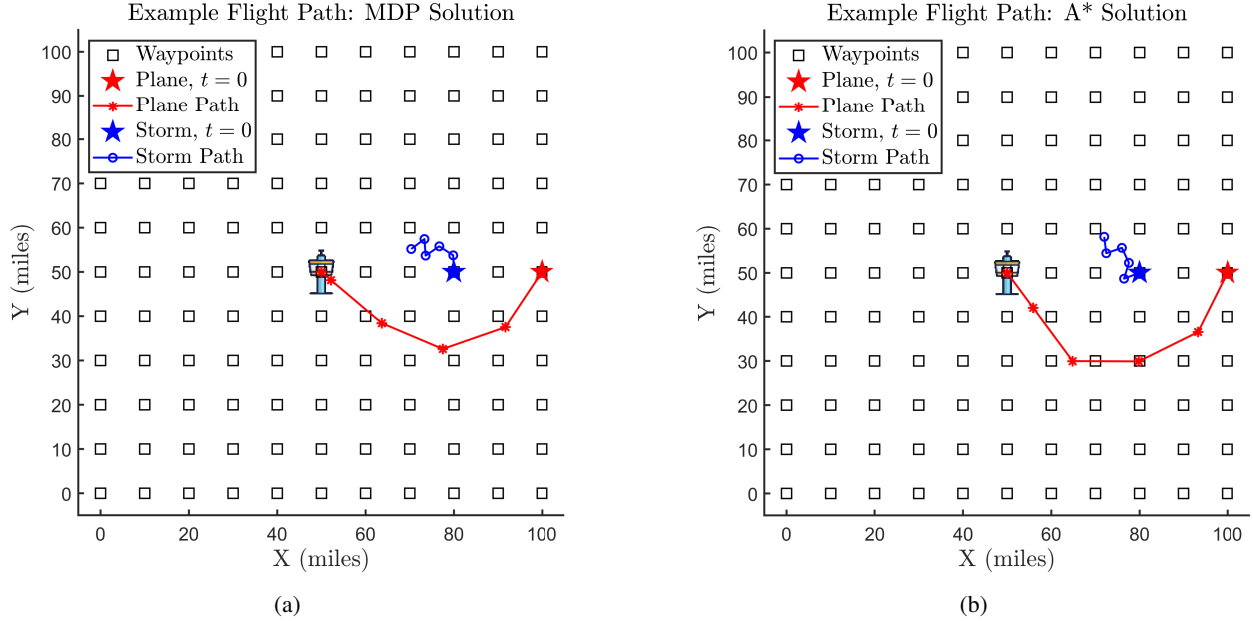 Example Flight Path: MDP Solution
100
90
80
70
60
50
40
30
20
10
0
Y (miles)
Waypoints
Plane, t = 0
Plane Path
Storm, t = 0
Storm Path
0 20 40 60 80 100
X (miles)
(a)
Example Flight Path: A* Solution
100
90
80
70
60
50
40
30
20
10
0
Y (miles)
Waypoints
Plane, t = 0
Plane Path
Storm, t = 0
Storm Path
0 20 40 60 80 100
X (miles)
(b)